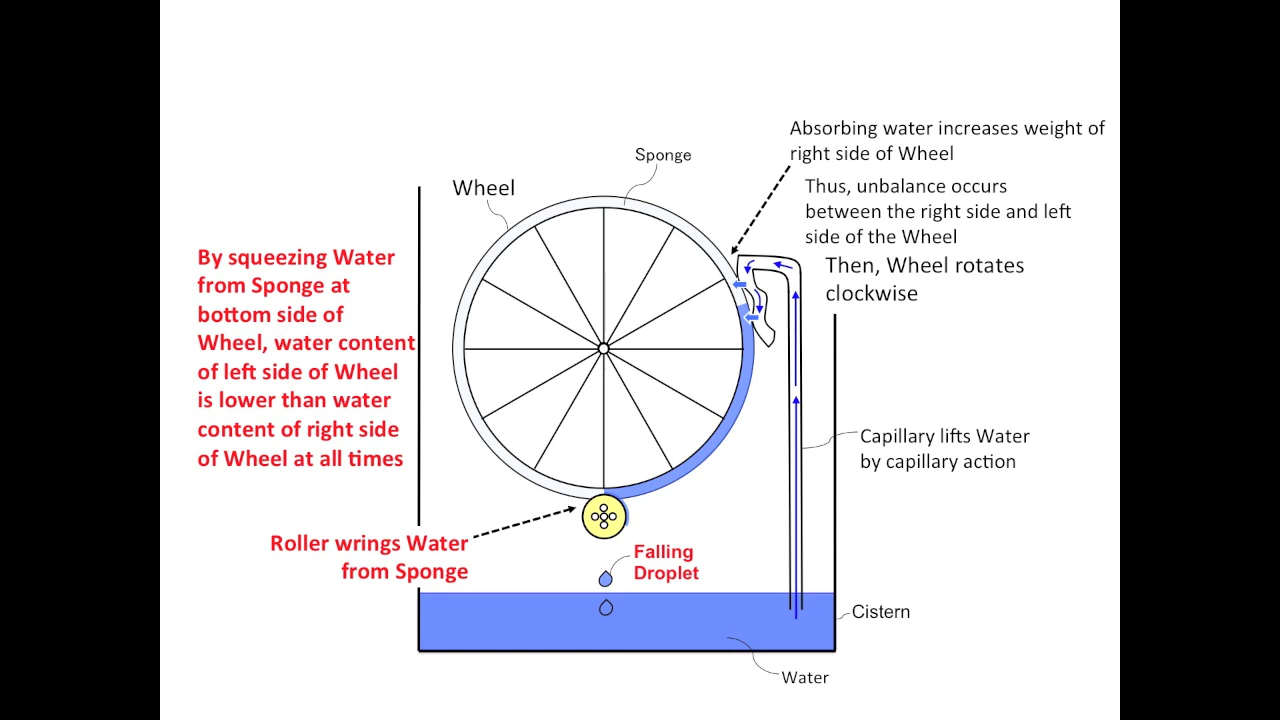 Absorbing water increases weight of
right side of Wheel
Sponge
Wheel
Thus, unbalance occurs
between the right side and left
side of the Wheel
Then, Wheel rotates
clockwise
By squeezing Water
from Sponge at
bottom side of
Wheel, water content
of left side of Wheel
is lower than water
content of right side
of Wheel at all times
Capillary lifts Water
by capillary action
Roller wrings Water
from Sponge
Falling
Droplet
Cistern
Water